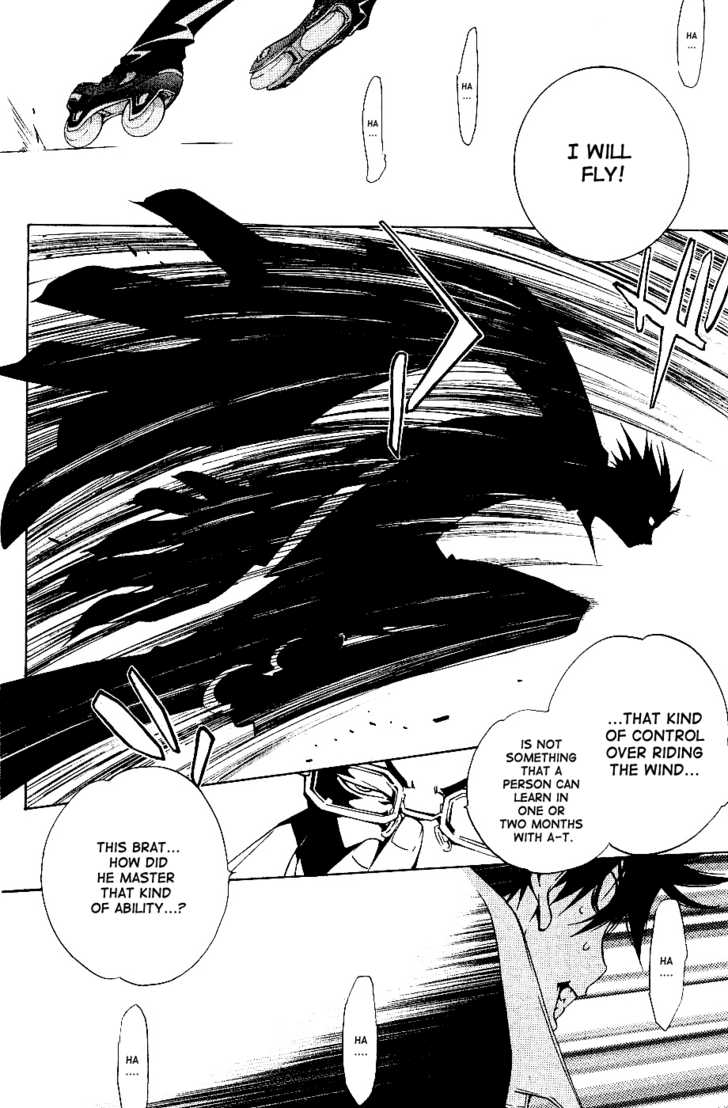 HA
....
HA
...
HA
...
I WILL
FLY!
...THAT KIND
OF CONTROL
OVER RIDING
THE WIND...
IS NOT
SOMETHING
THAT A
PERSON CAN
LEARN IN
ONE OR
TWO MONTHS
WITH A-T.
THIS BRAT...
HOW DID
HE MASTER
THAT KIND
OF ABILITY...?
HA
....
HA
....
HA
....